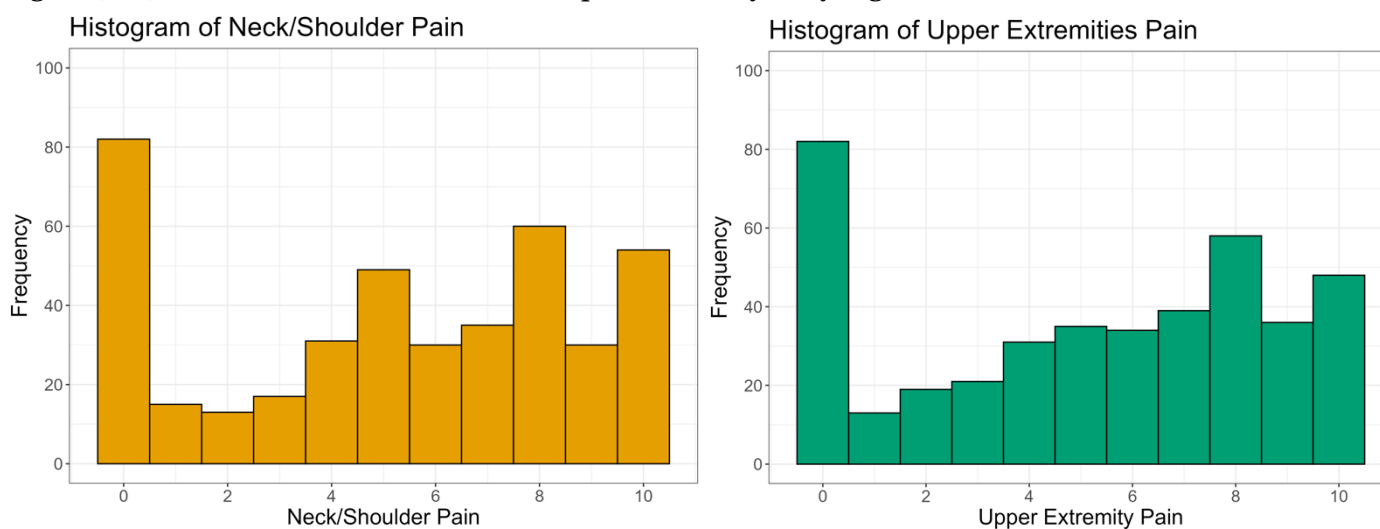 Histogram of Neck/Shoulder Pain
100
80
60
40
20
0
Frequency
0 2 4 6 8 10
Neck/Shoulder Pain
Histogram of Upper Extremities Pain
100
80
60
40
20
0
Frequency
0 2 4 6 8 10
Upper Extremity Pain